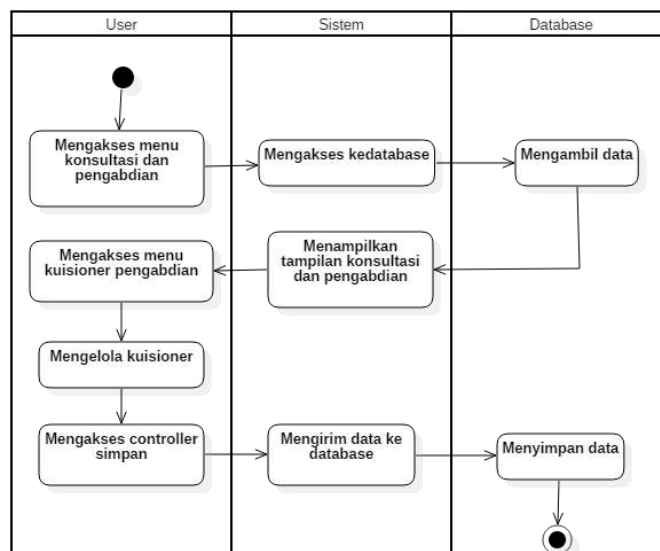 User
Sistem
Database
Mengakses menu
konsultasi dan
pengabdian
Mengakses kedatabase
Mengambil data
Mengakses menu
kuisioner pengabdian
Menampilkan
tampilan konsultasi
dan pengabdian
Mengelola kuisioner
Mengakses controller
simpan
Mengirim data ke
database
Menyimpan data